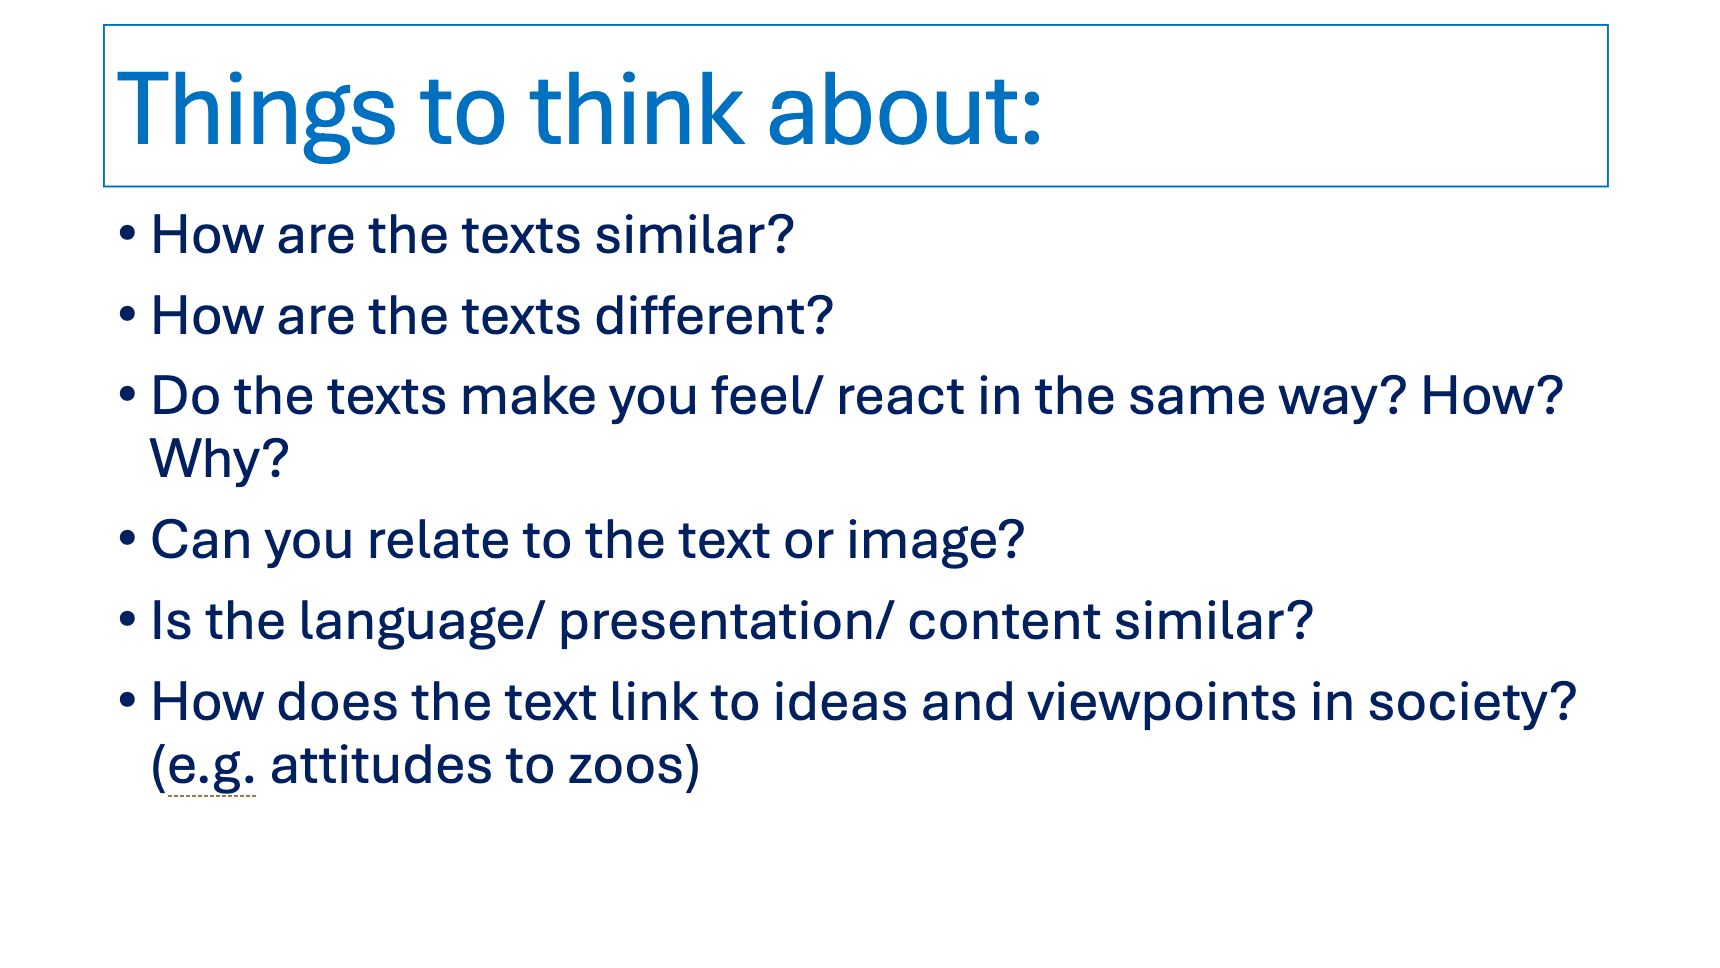 Things to think about:
• How are the texts similar?
• How are the texts different?
• Do the texts make you feel/ react in the same way? How?
Why?
• Can you relate to the text or image?
• Is the language/ presentation/ content similar?
• How does the text link to ideas and viewpoints in society?
(e.g. attitudes to zoos)